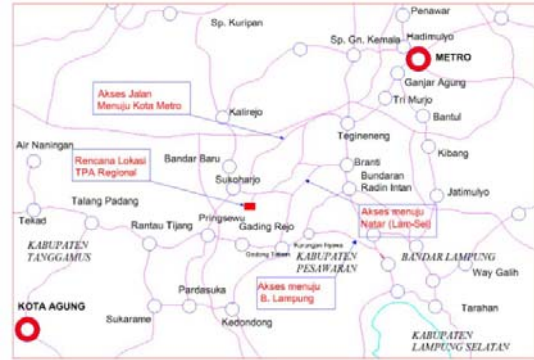 Penawar
Sp. Kuripan
Hadimulyo
Sp. Gn. Kemala
METRO
Ganjar Agung
Akses Jalan
Menuju Kota Metro
Tri Murjo
Kalirejo
Bantul
Tegineneng
Air Naningan
Kibang
Bandar Baru
Branti
Rencana Lokasi
TPA Regional
Bundaran
Radin Intan
Sukoharjo
Jatimulyo
Talang Padang
Akses menuju
Natar (Lam-Sel)
Tekad
Pringsewu
Gading Rejo
Rantau Tijang
KABUPATEN
TANGGAMUS
Kurungan Nyawa
KABUPATEN
PESAWARAN
BANDAR LAMPUNG
Way Galih
Akses menuju
B. Lampung
KOTA AGUNG
Pardasuka
Sukarame
Kedondong
Tarahan
KABUPATEN
LAMPUNG SELATAN